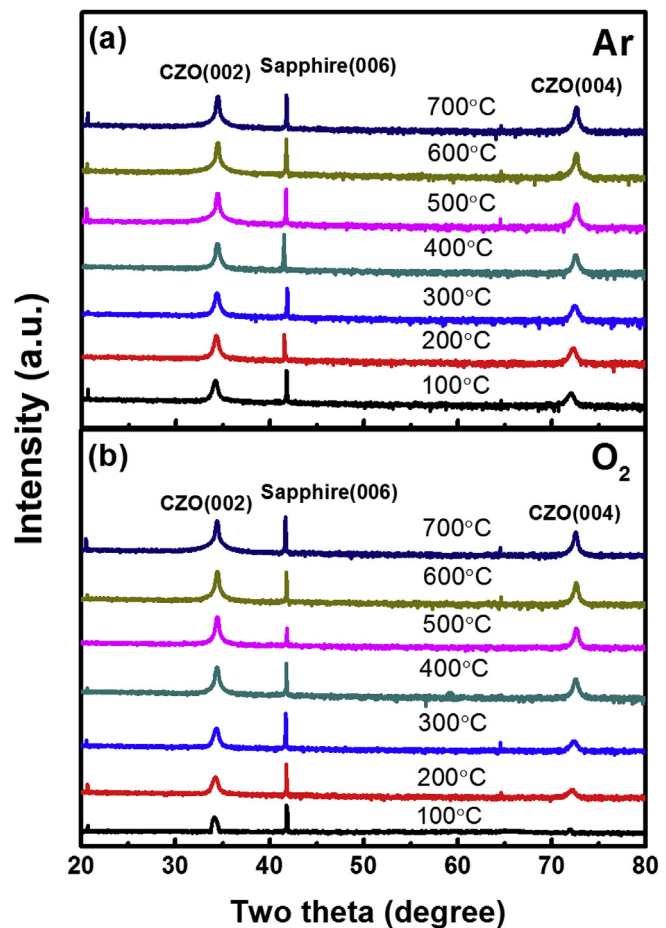 (a)
Ar
CZO(002)
Sapphire(006)
CZO(004)
700°C
600°C
500°C
400°C
300°C
200°C
100°C
(b)
O₂
CZO(002)
Sapphire(006)
CZO(004)
700°C
600°C
500°C
400°C
300°C
200°C
100°C
20 30 40 50 60 70 80
Two theta (degree)
Intensity (a.u.)